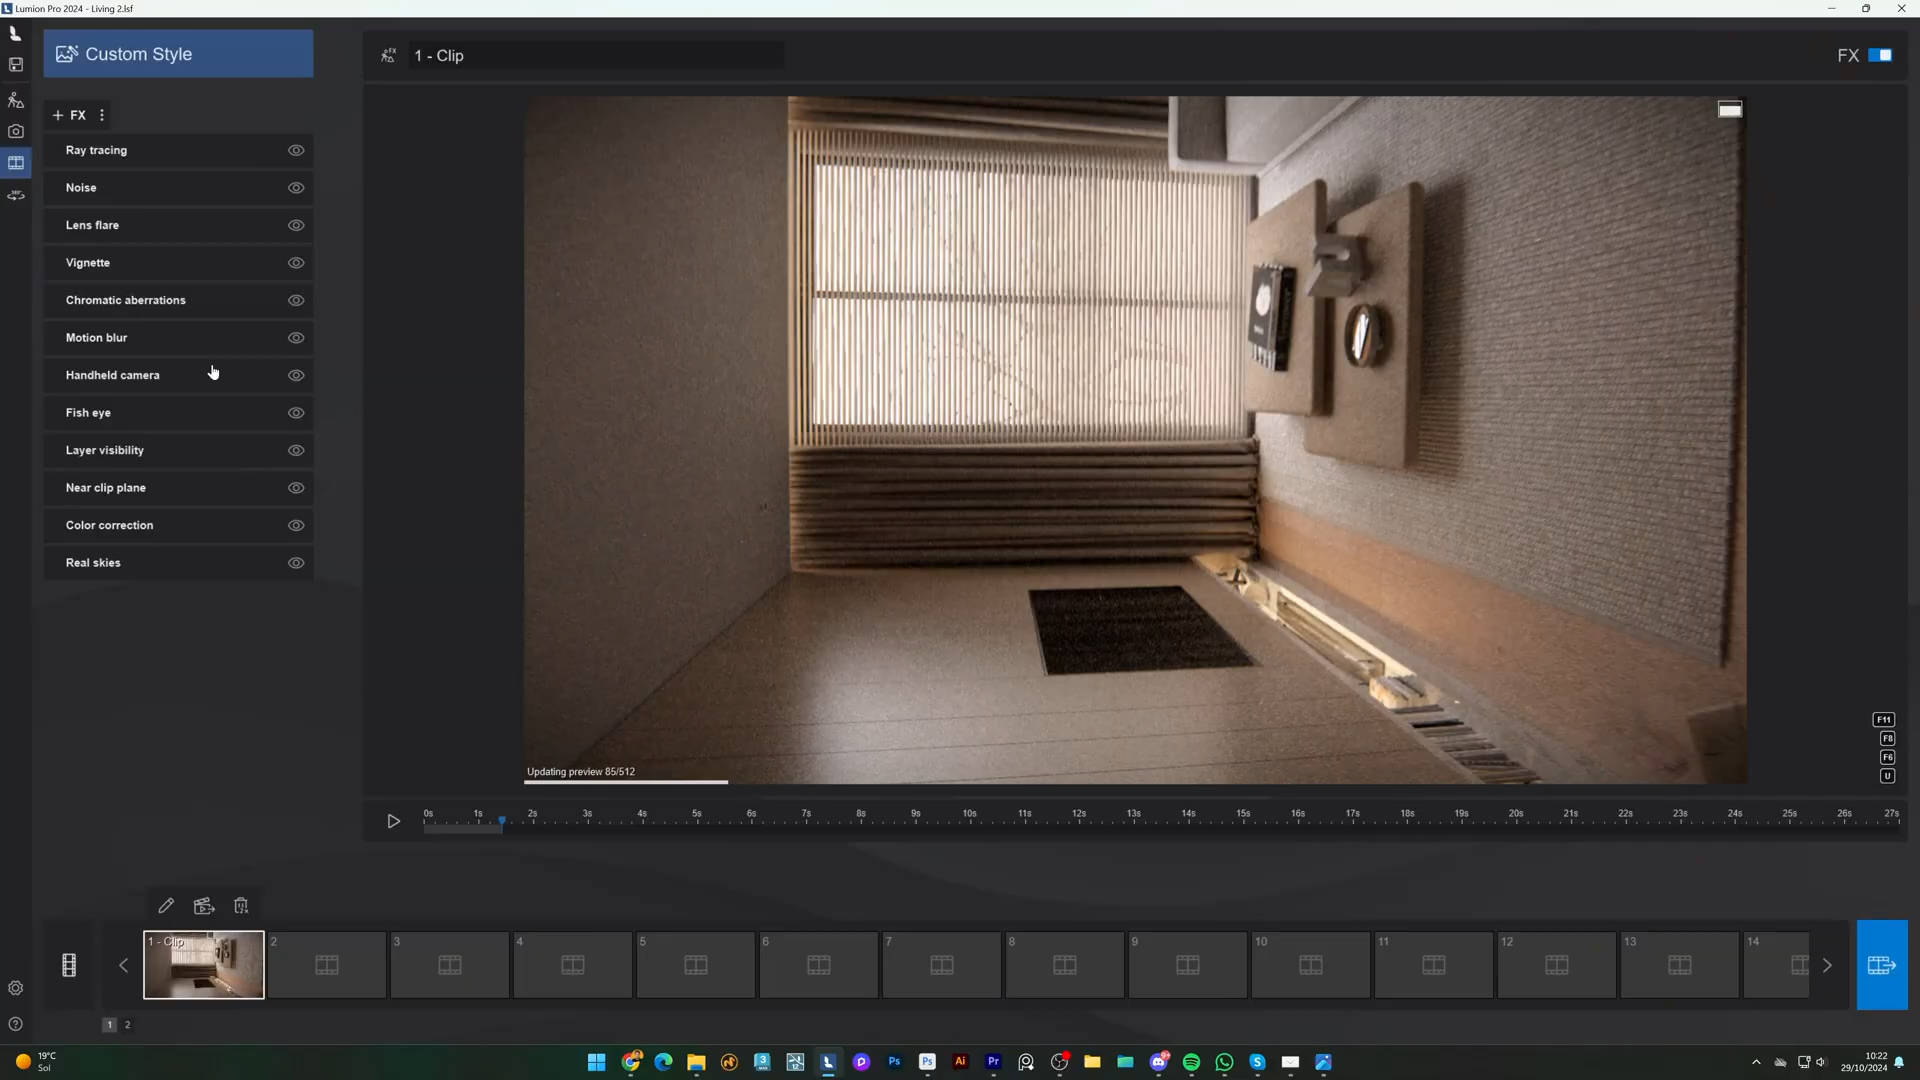 Lumion Pro 2024 - Living 2.lsf
Custom Style
1 - Clip
FX
+ FX
Ray tracing
Noise
Lens flare
Vignette
Chromatic aberrations
Motion blur
Handheld camera
Fish eye
Layer visibility
Near clip plane
Color correction
Real skies
Updating preview 85/512
F11
F8
F6
U
0s 1s 2s 3s 4s 5s 6s 7s 8s 9s 10s 11s 12s 13s 14s 15s 16s 17s 18s 19s 20s 21s 22s 23s 24s 25s 26s 27s
1 - Clip 2 3 4 5 6 7 8 9 10 11 12 13 14
1 2
19°C
Sol
10:22
29/10/2024